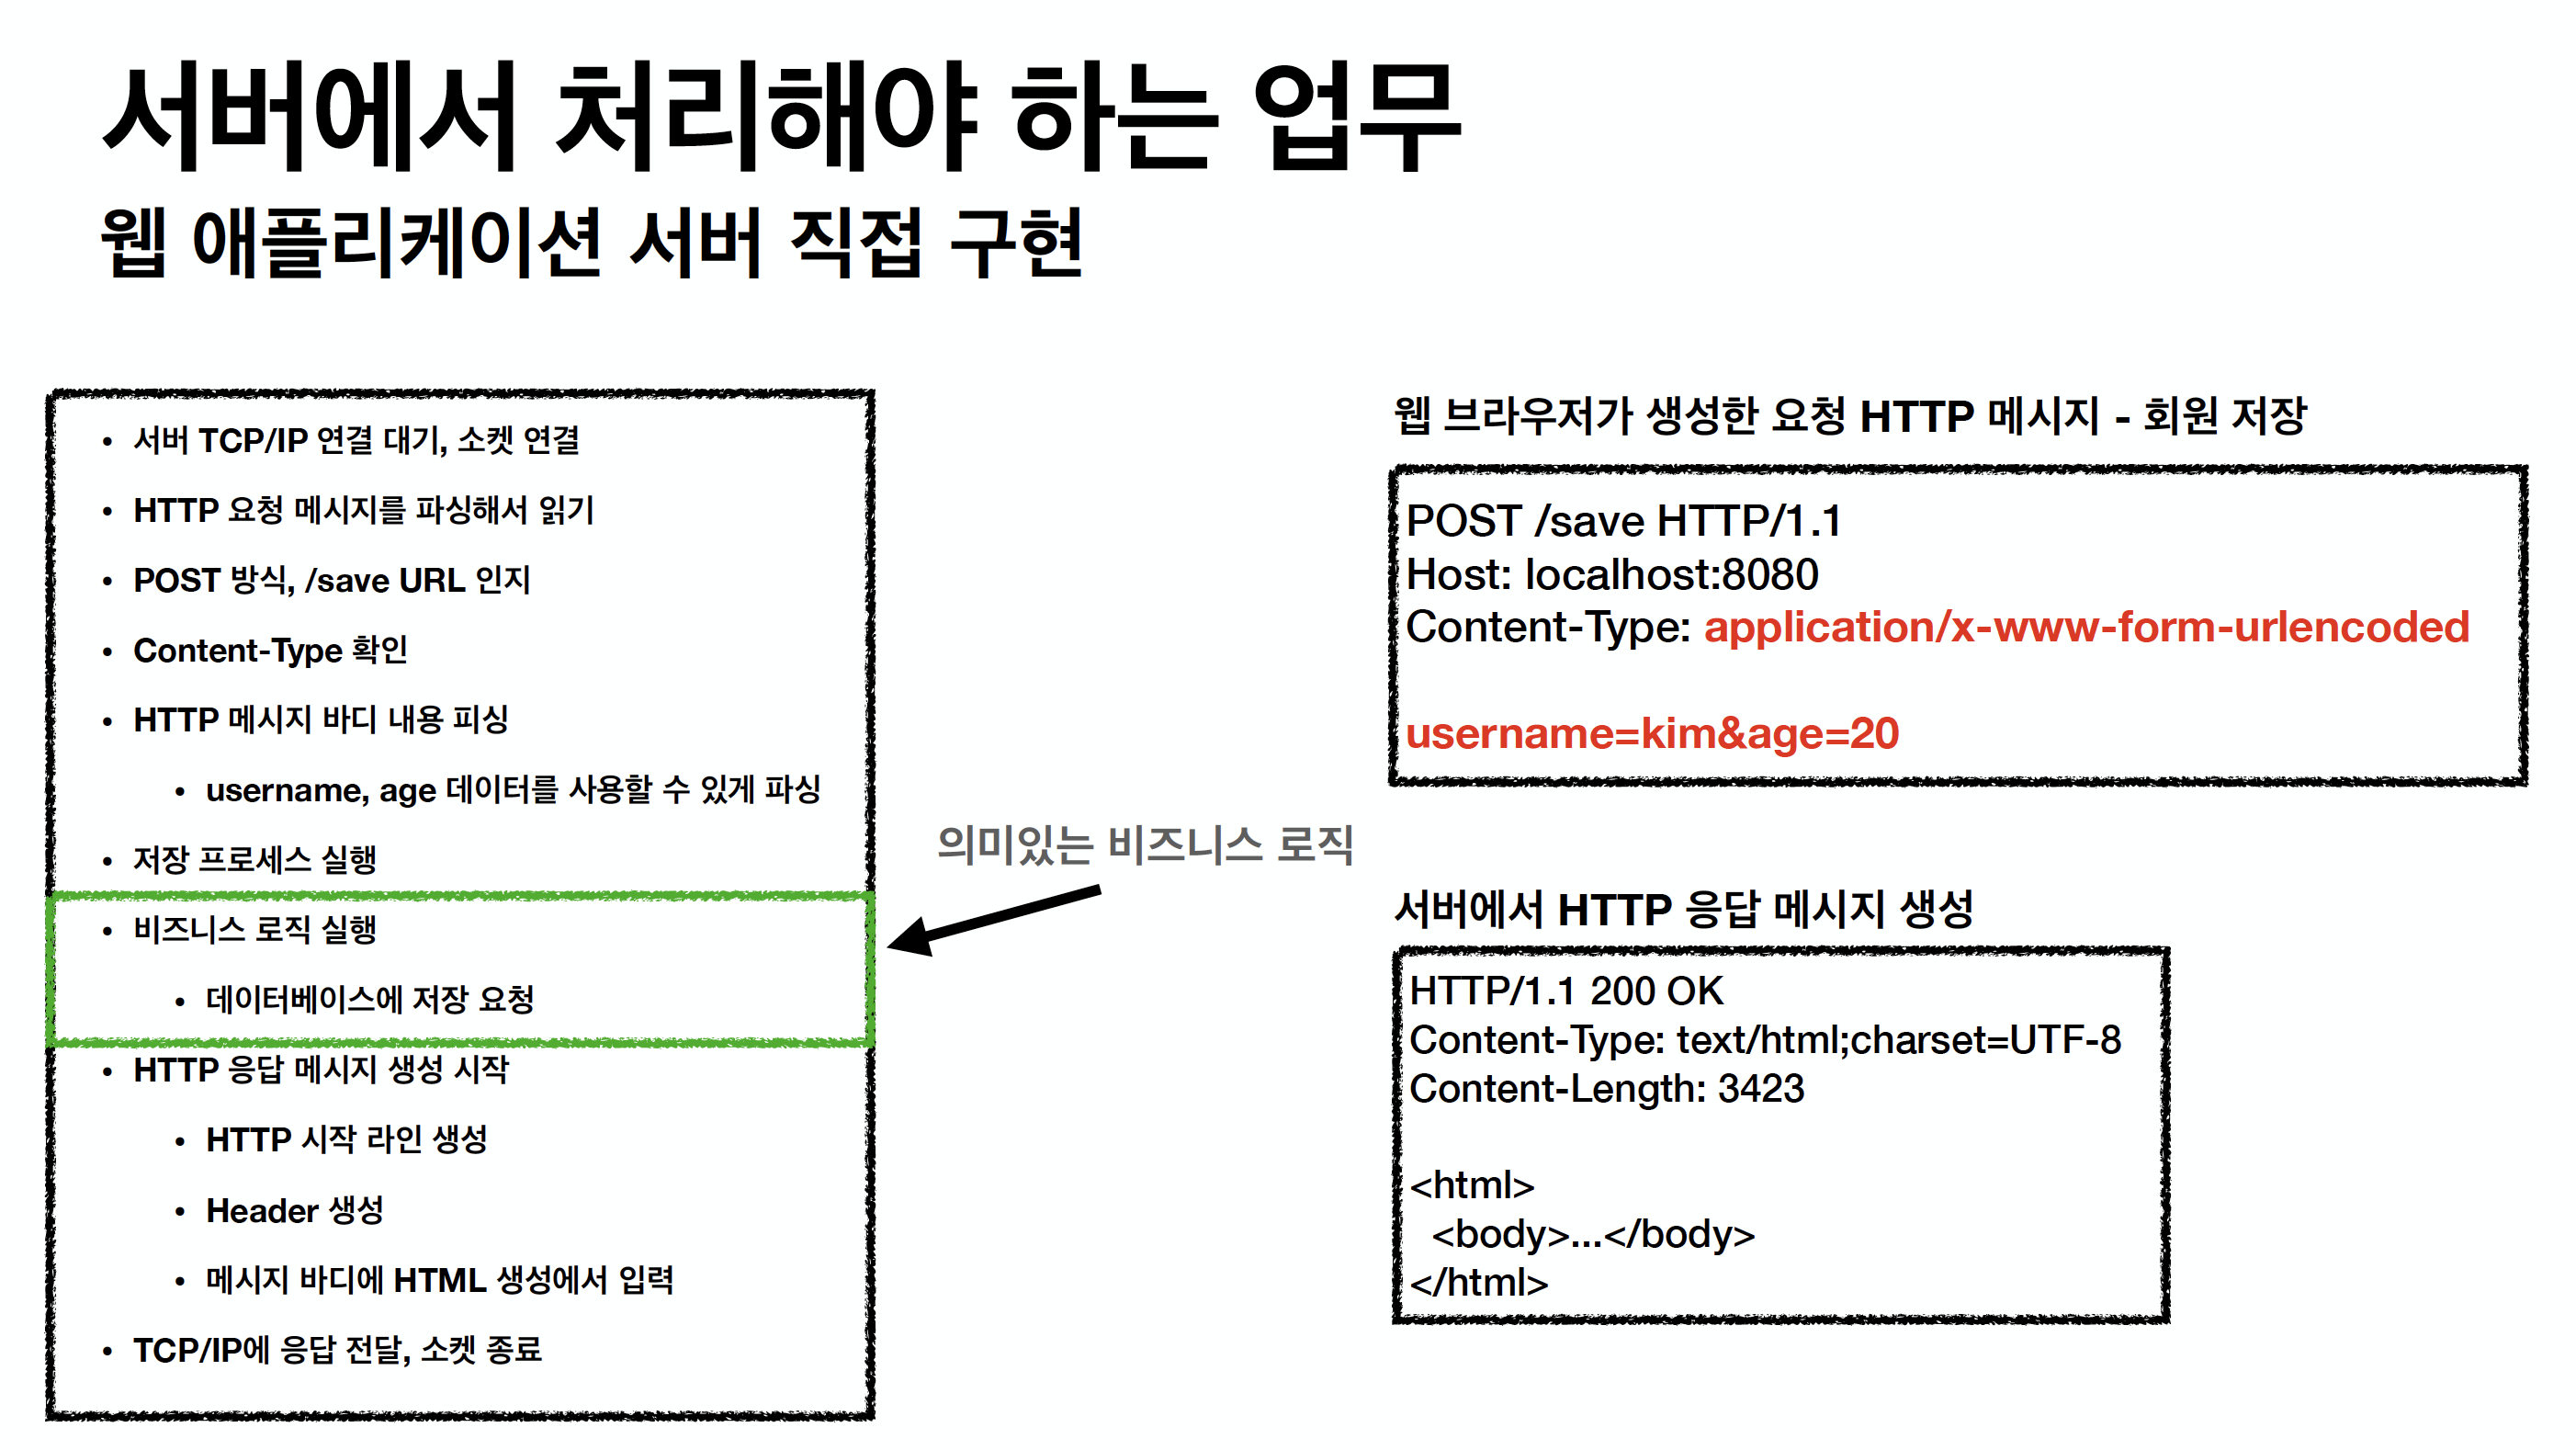 서버에서 처리해야 하는 업무
웹 애플리케이션 서버 직접 구현
• 서버 TCP/IP 연결 대기, 소켓 연결
• HTTP 요청 메시지를 파싱해서 읽기
• POST 방식, /save URL 인지
• Content-Type 확인
• HTTP 메시지 바디 내용 피싱
• username, age 데이터를 사용할 수 있게 파싱
• 저장 프로세스 실행
• 비즈니스 로직 실행
• 데이터베이스에 저장 요청
• HTTP 응답 메시지 생성 시작
• HTTP 시작 라인 생성
• Header 생성
• 메시지 바디에 HTML 생성에서 입력
• TCP/IP에 응답 전달, 소켓 종료
의미있는 비즈니스 로직
웹 브라우저가 생성한 요청 HTTP 메시지 - 회원 저장
POST /save HTTP/1.1
Host: localhost:8080
Content-Type: application/x-www-form-urlencoded
username=kim&age=20
서버에서 HTTP 응답 메시지 생성
HTTP/1.1 200 OK
Content-Type: text/html;charset=UTF-8
Content-Length: 3423
<html>
<body>...</body>
</html>